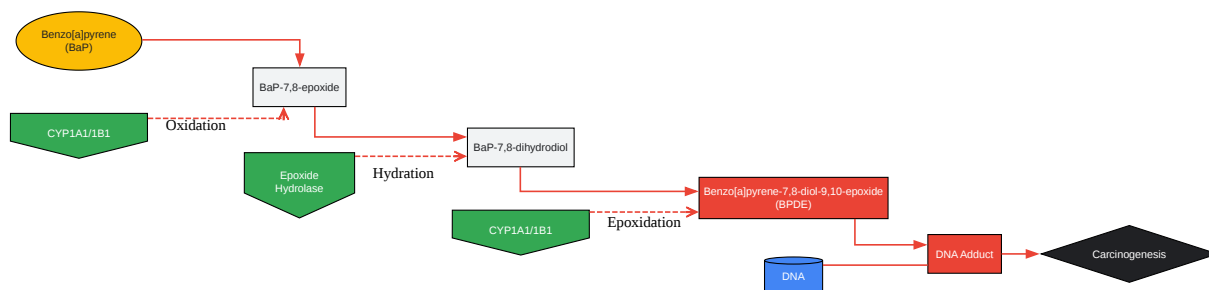 Benzo[a]pyrene
(BaP)
BaP-7,8-epoxide
CYP1A1/1B1
Oxidation
BaP-7,8-dihydrodiol
Epoxide
Hydrolase
Hydration
Benzo[a]pyrene-7,8-diol-9,10-epoxide
(BPDE)
CYP1A1/1B1
Epoxidation
DNA Adduct
Carcinogenesis
DNA